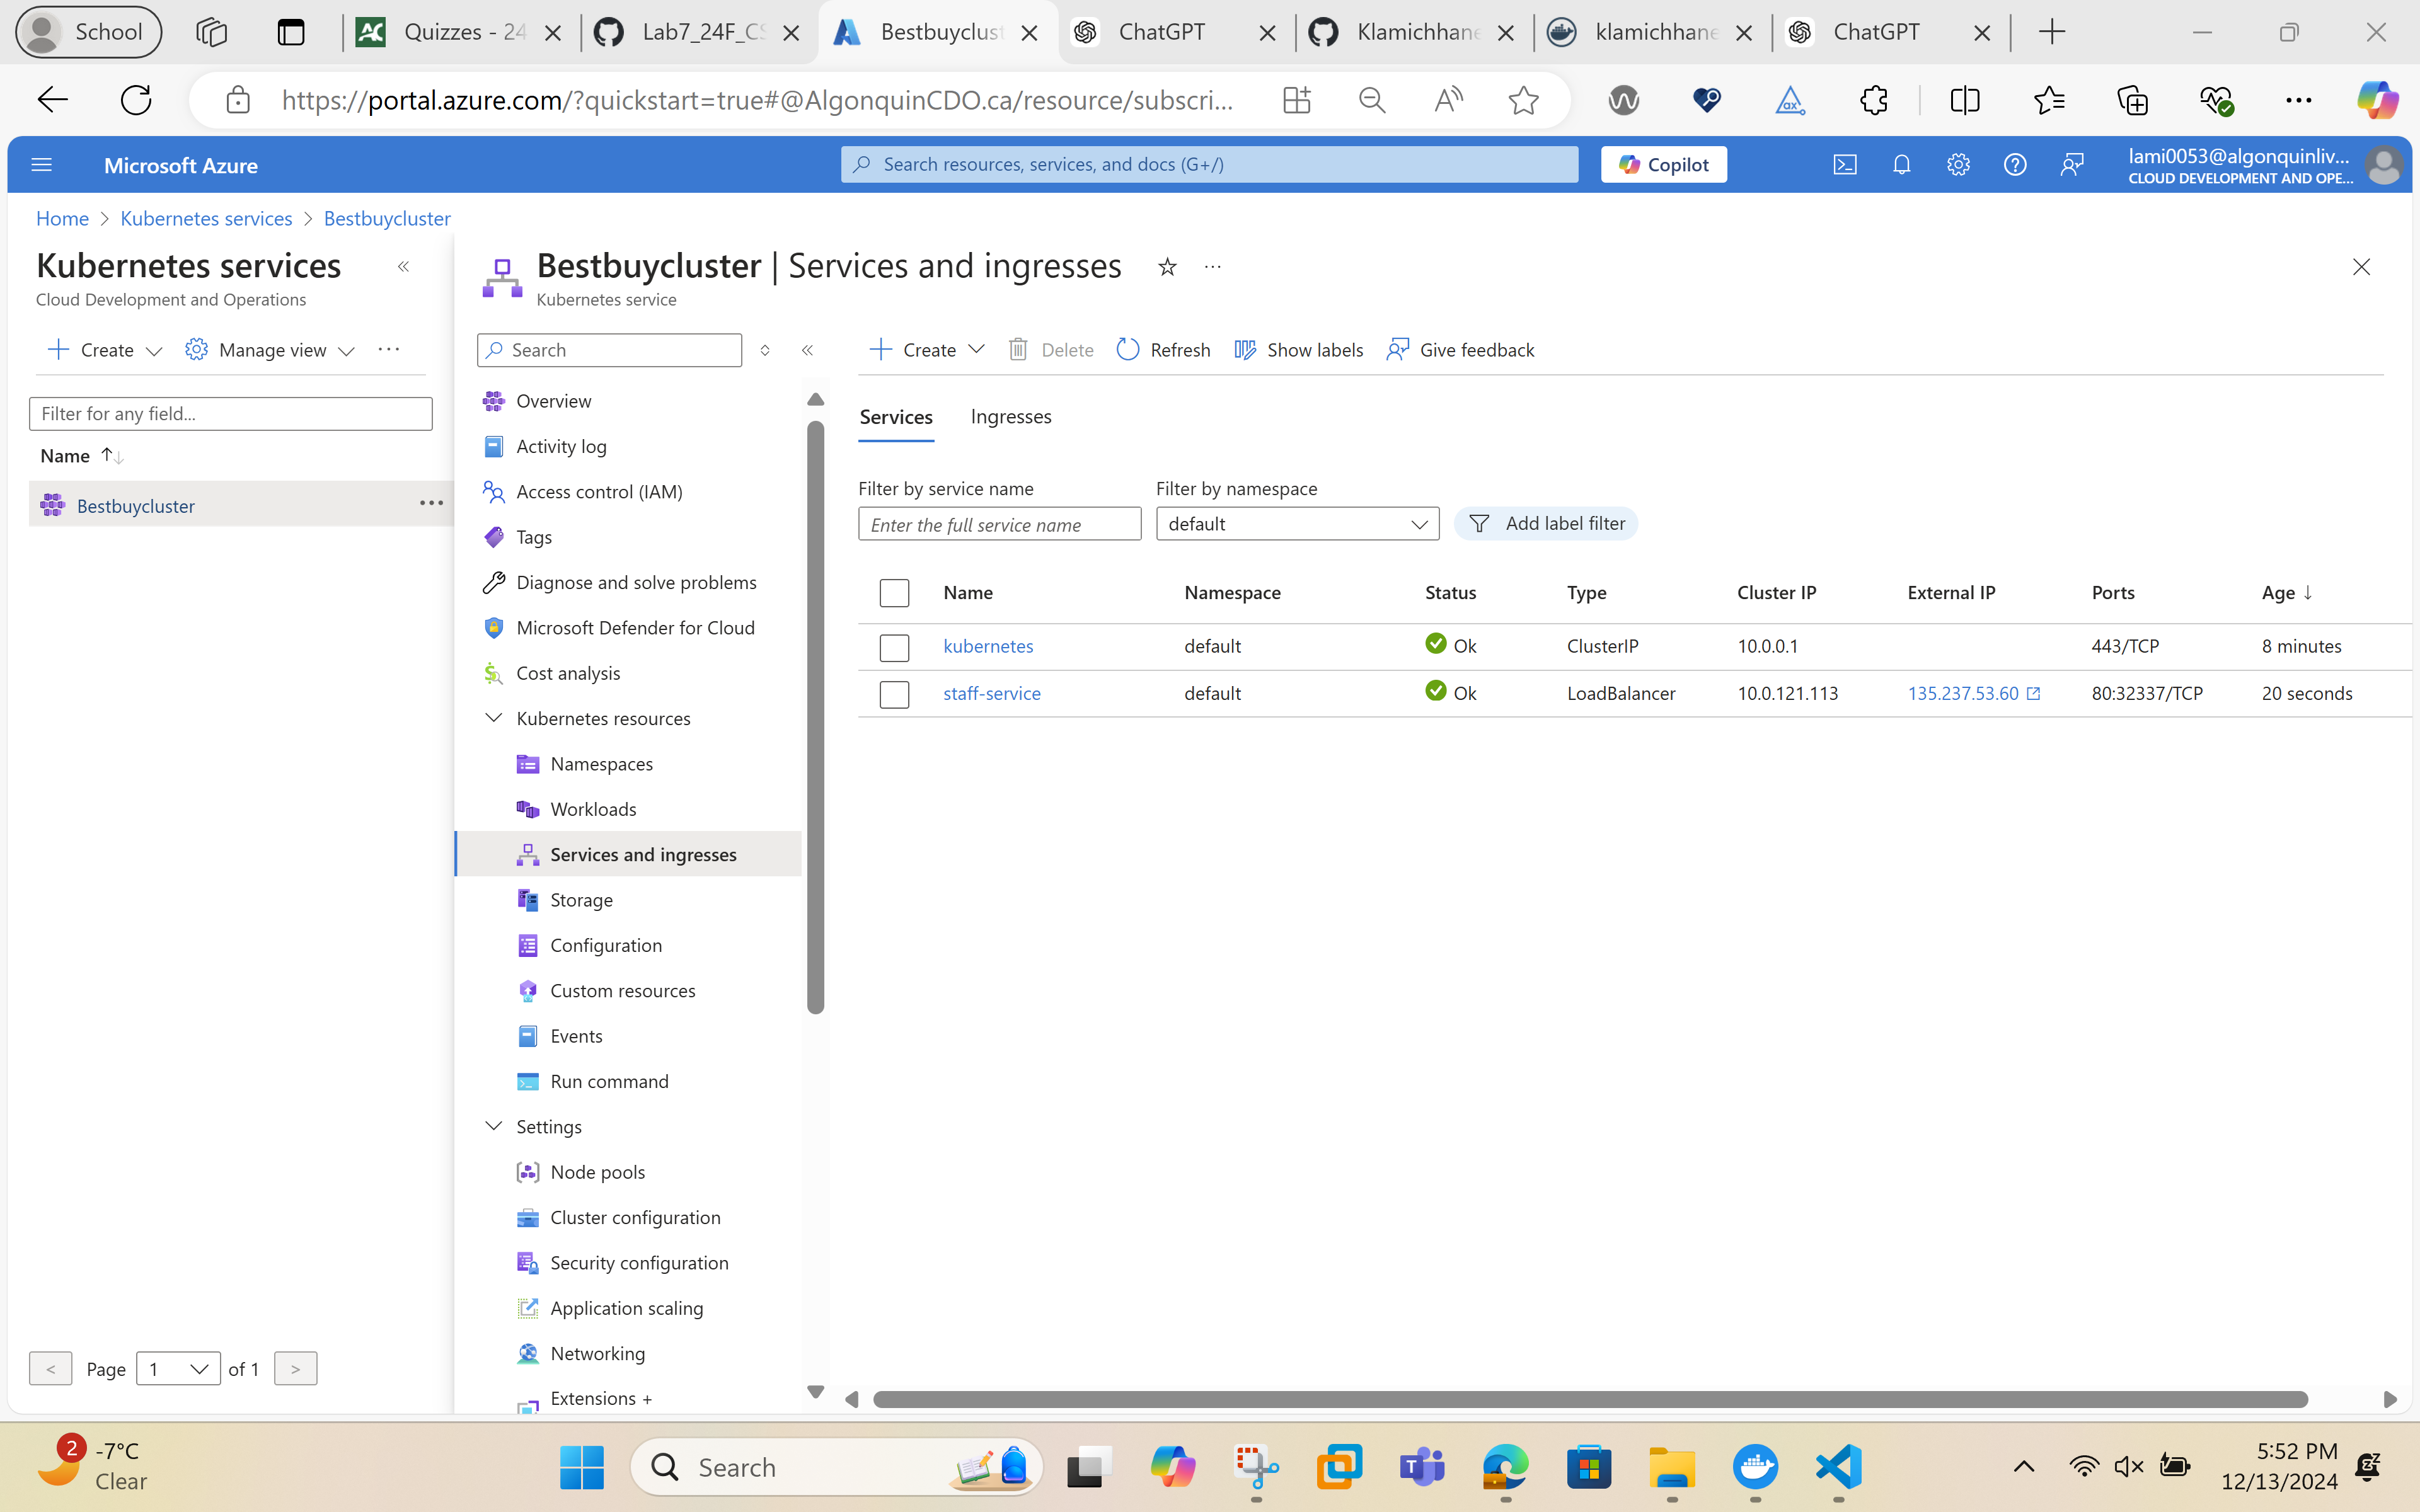 School
Quizzes - 24
Lab7_24F_CS
Bestbuyclust
ChatGPT
Klamichhane
klamichhane
ChatGPT
https://portal.azure.com/?quickstart=true#@AlgonquinCDO.ca/resource/subscri...
Microsoft Azure
Search resources, services, and docs (G+/)
Copilot
lami0053@algonquinliv...
CLOUD DEVELOPMENT AND OPE...
Home > Kubernetes services > Bestbuycluster
Kubernetes services
Cloud Development and Operations
Create
Manage view
Filter for any field...
Name
Bestbuycluster
< Page 1 of 1 >
Bestbuycluster | Services and ingresses
Kubernetes service
Search
Overview
Activity log
Access control (IAM)
Tags
Diagnose and solve problems
Microsoft Defender for Cloud
Cost analysis
Kubernetes resources
Namespaces
Workloads
Services and ingresses
Storage
Configuration
Custom resources
Events
Run command
Settings
Node pools
Cluster configuration
Security configuration
Application scaling
Networking
Extensions +
Create
Delete
Refresh
Show labels
Give feedback
Services
Ingresses
Filter by service name
Filter by namespace
Enter the full service name
default
Add label filter
Name Namespace Status Type Cluster IP External IP Ports Age ↓
kubernetes default Ok ClusterIP 10.0.0.1 443/TCP 8 minutes
staff-service default Ok LoadBalancer 10.0.121.113 135.237.53.60 80:32337/TCP 20 seconds
2
-7°C
Clear
Search
5:52 PM
12/13/2024